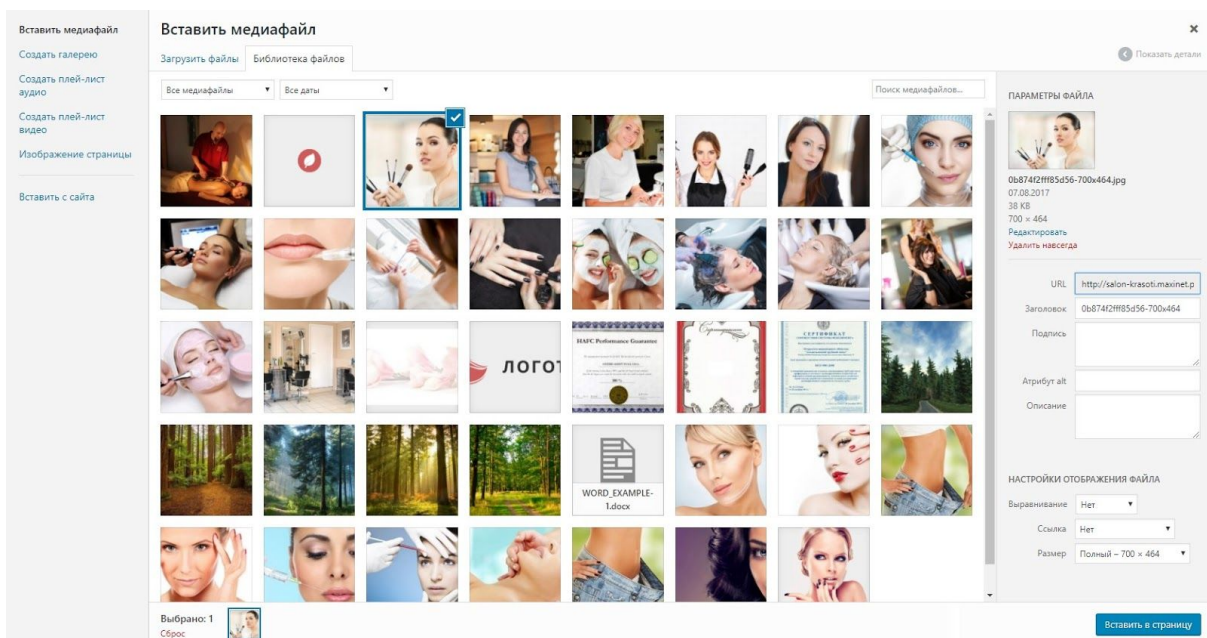 Вставить медиафайл
Создать галерею
Создать плей-лист
аудио
Создать плей-лист
видео
Изображение страницы
Вставить с сайта
Вставить медиафайл
Загрузить файлы
Библиотека файлов
Показать детали
Все медиафайлы
Все даты
Поиск медиафайлов...
ЛОГОТ
HAFC Performance Guarantee
СЕРТИФИКАТ
WORD_EXAMPLE-
1.docx
ПАРАМЕТРЫ ФАЙЛА
0b874f2fff85d56-700x464.jpg
07.08.2017
38 KB
700 × 464
Редактировать
Удалить навсегда
URL http://salon-krasoti.maxinet.p
Заголовок 0b874f2fff85d56-700x464
Подпись
Атрибут alt
Описание
НАСТРОЙКИ ОТОБРАЖЕНИЯ ФАЙЛА
Выравнивание Нет
Ссылка Нет
Размер Полный – 700 × 464
Выбрано: 1
Сброс
Вставить в страницу